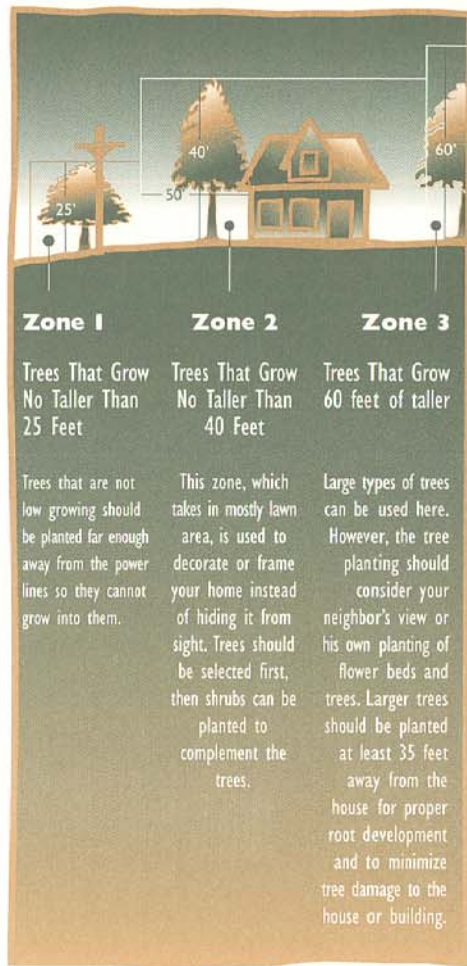 25'
50'
40'
60'
Zone 1
Trees That Grow
No Taller Than
25 Feet
Trees that are not
low growing should
be planted far enough
away from the power
lines so they cannot
grow into them.
Zone 2
Trees That Grow
No Taller Than
40 Feet
This zone, which
takes in mostly lawn
area, is used to
decorate or frame
your home instead
of hiding it from
sight. Trees should
be selected first,
then shrubs can be
planted to
complement the
trees.
Zone 3
Trees That Grow
60 feet of taller
Large types of trees
can be used here.
However, the tree
planting should
consider your
neighbor's view or
his own planting of
flower beds and
trees. Larger trees
should be planted
at least 35 feet
away from the
house for proper
root development
and to minimize
tree damage to the
house or building.